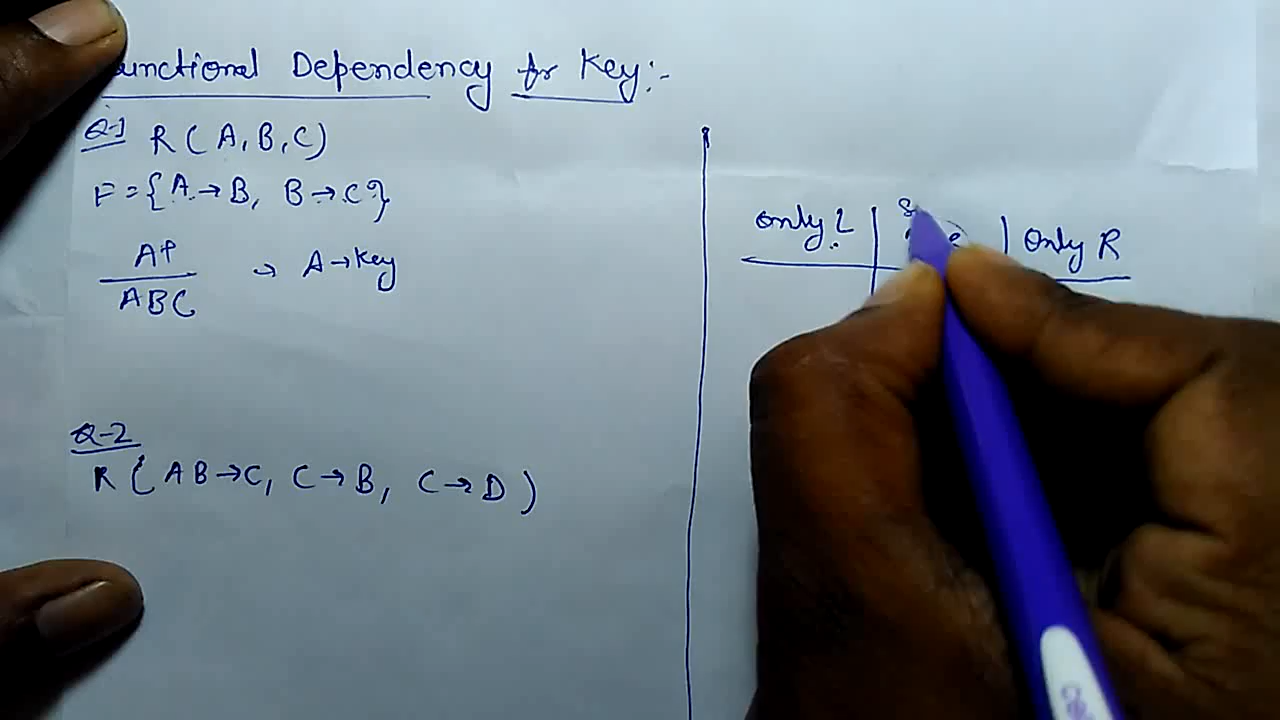 unctional Dependency for Key:-
Q-1 R(A,B,C)
F={A→B, B→C}
A+
ABC
→ A→Key
Q-2
R(AB→C, C→B, C→D)
only L
only R